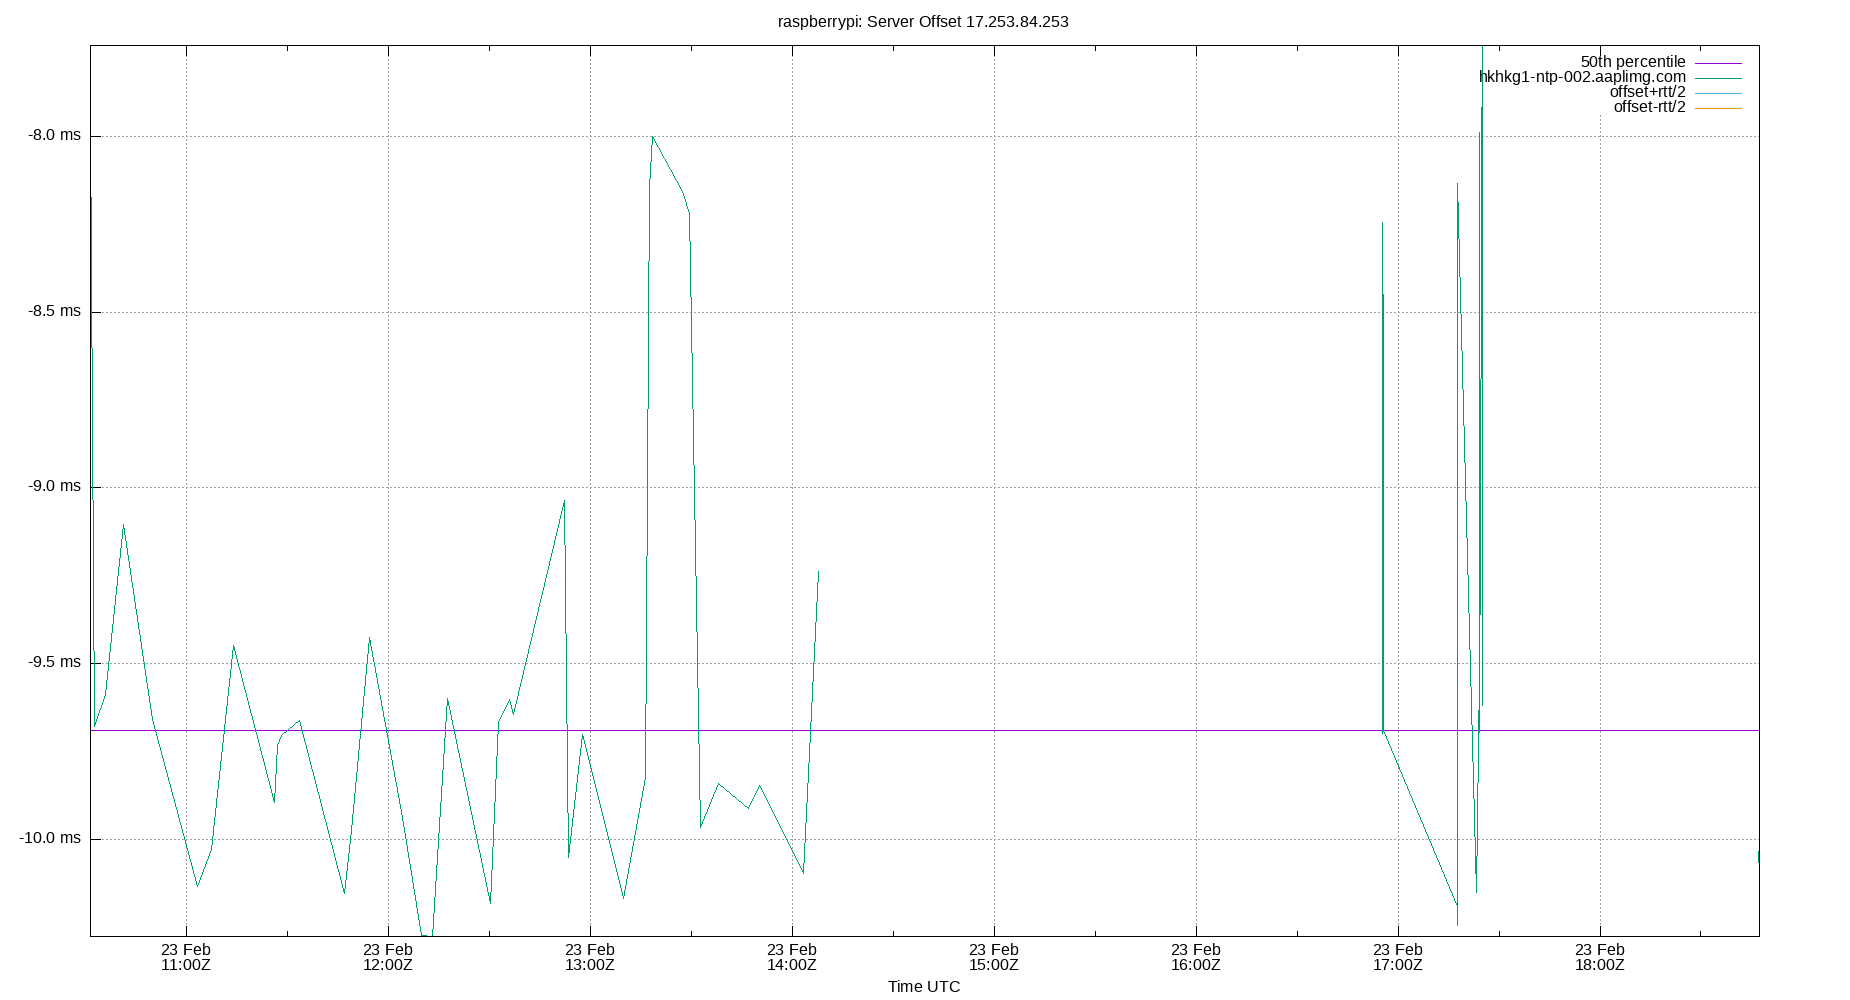 raspberrypi: Server Offset 17.253.84.253
50th percentile
hkhkg1-ntp-002.aaplimg.com
offset+rtt/2
offset-rtt/2
-8.0 ms
-8.5 ms
-9.0 ms
-9.5 ms
-10.0 ms
23 Feb 23 Feb 23 Feb 23 Feb 23 Feb 23 Feb 23 Feb 23 Feb
11:00Z 12:00Z 13:00Z 14:00Z 15:00Z 16:00Z 17:00Z 18:00Z
Time UTC